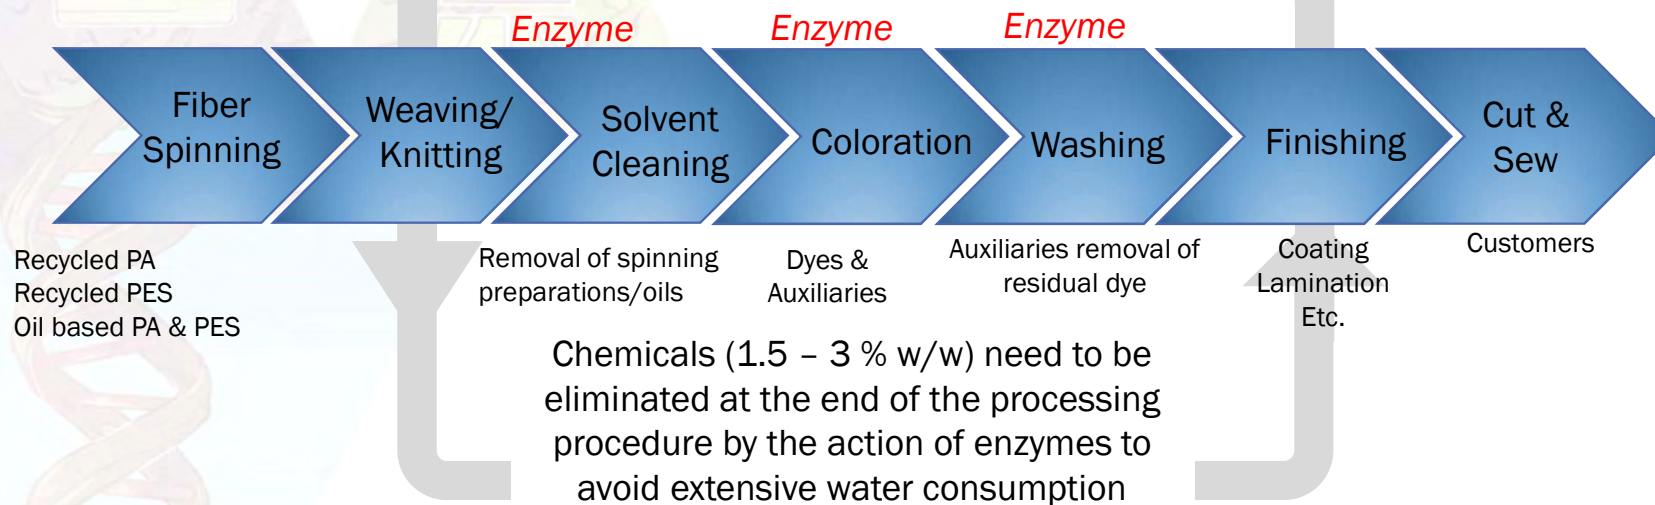 Enzyme
Enzyme
Enzyme
Fiber
Spinning
Weaving/
Knitting
Solvent
Cleaning
Coloration
Washing
Finishing
Cut &
Sew
Recycled PA
Recycled PES
Oil based PA & PES
Removal of spinning
preparations/oils
Dyes &
Auxiliaries
Auxiliaries removal of
residual dye
Coating
Lamination
Etc.
Customers
Chemicals (1.5 – 3 % w/w) need to be
eliminated at the end of the processing
procedure by the action of enzymes to
avoid extensive water consumption